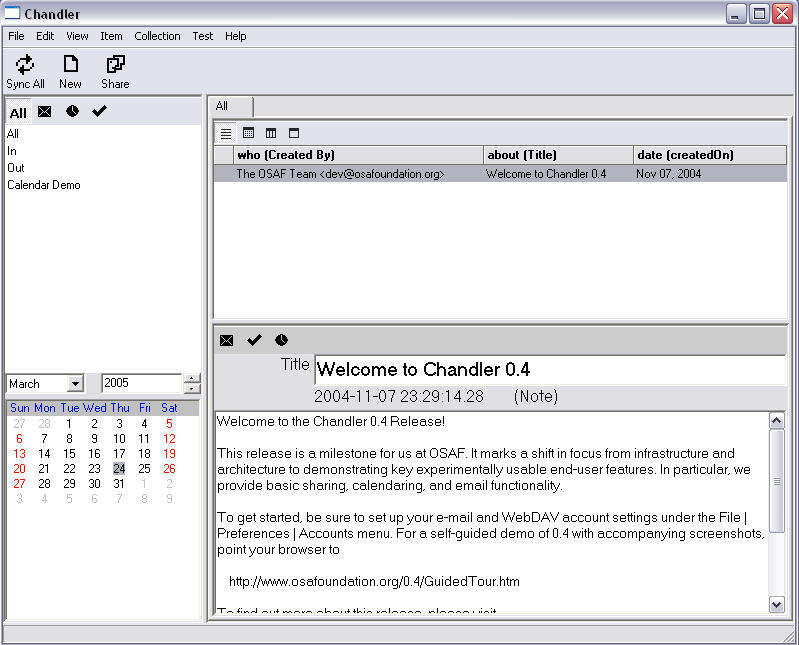 Chandler
File Edit View Item Collection Test Help
Sync All New Share
All
All
In
Out
Calendar Demo
March 2005
Sun Mon Tue Wed Thu Fri Sat
27 28 1 2 3 4 5
6 7 8 9 10 11 12
13 14 15 16 17 18 19
20 21 22 23 24 25 26
27 28 29 30 31 1 2
3 4 5 6 7 8 9
All
who (Created By) about (Title) date (createdOn)
The OSAF Team <dev@osafoundation.org> Welcome to Chandler 0.4 Nov 07, 2004
Title Welcome to Chandler 0.4
2004-11-07 23:29:14.28 (Note)
Welcome to the Chandler 0.4 Release!
This release is a milestone for us at OSAF. It marks a shift in focus from infrastructure and
architecture to demonstrating key experimentally usable end-user features. In particular, we
provide basic sharing, calendaring, and email functionality.
To get started, be sure to set up your e-mail and WebDAV account settings under the File |
Preferences | Accounts menu. For a self-guided demo of 0.4 with accompanying screenshots,
point your browser to
http://www.osafoundation.org/0.4/GuidedTour.htm
To find out more about this release, please visit